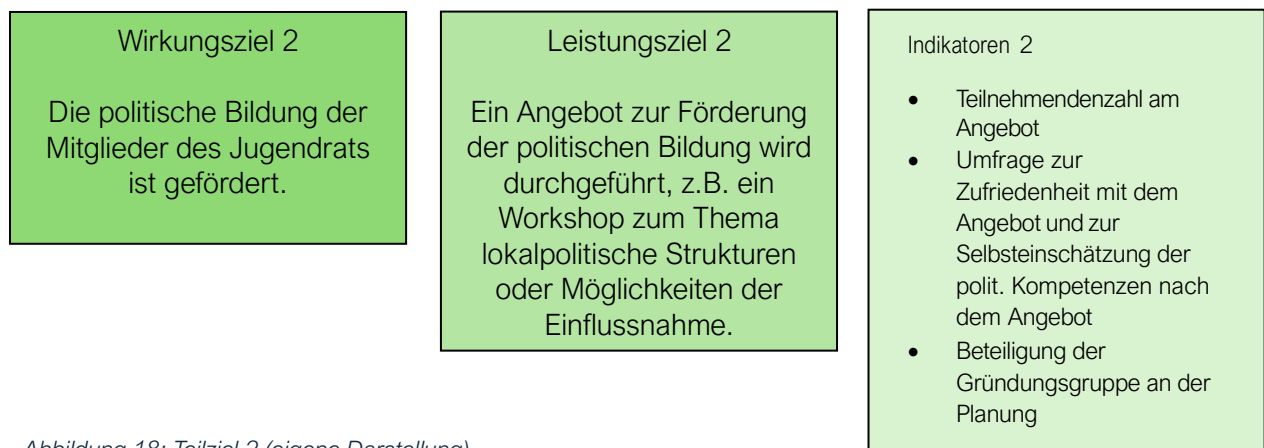 Wirkungsziel 2
Die politische Bildung der
Mitglieder des Jugendrats
ist gefördert.
Leistungsziel 2
Ein Angebot zur Förderung
der politischen Bildung wird
durchgeführt, z.B. ein
Workshop zum Thema
lokalpolitische Strukturen
oder Möglichkeiten der
Einflussnahme.
Indikatoren 2
• Teilnehmendenzahl am
Angebot
• Umfrage zur
Zufriedenheit mit dem
Angebot und zur
Selbsteinschätzung der
polit. Kompetenzen nach
dem Angebot
• Beteiligung der
Gründungsgruppe an der
Planung
Abbildung 18: Teilziel 2 (eigene Darstellung)